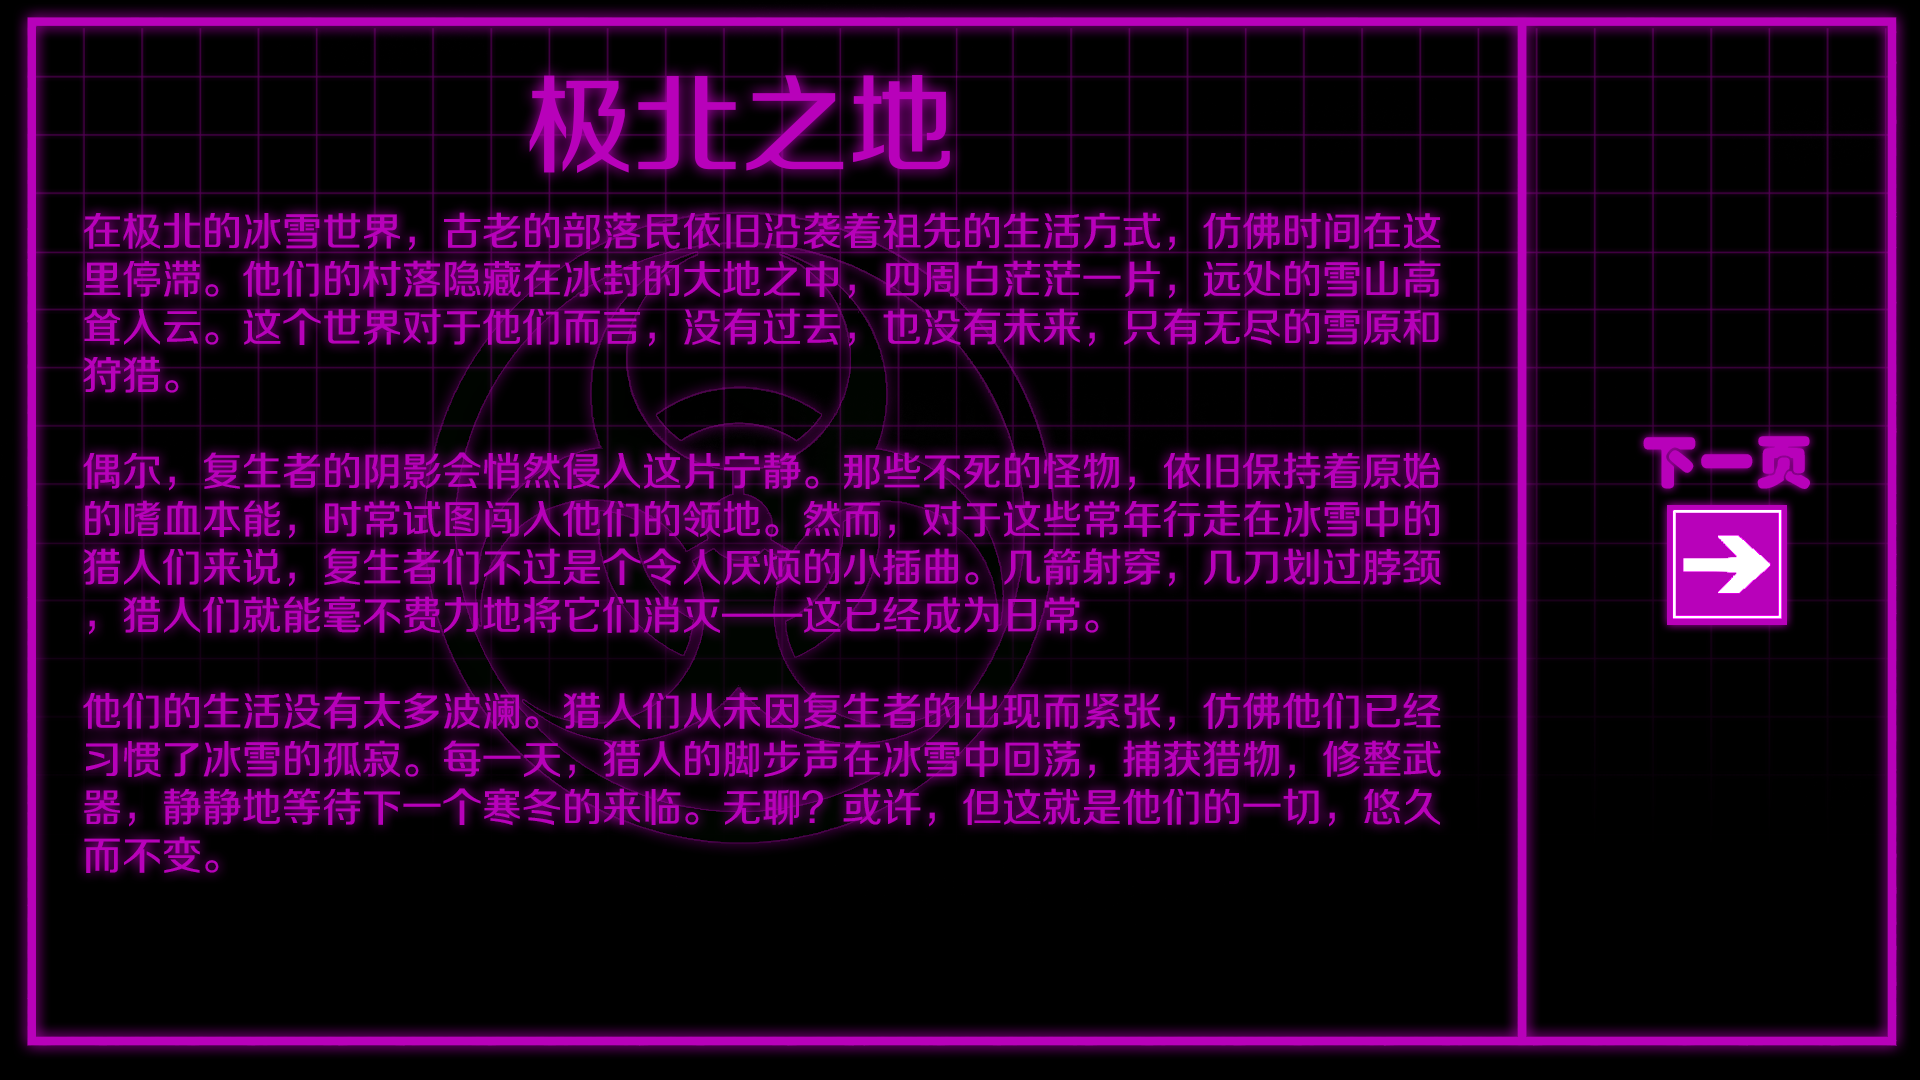 极北之地
在极北的冰雪世界，古老的部落民依旧沿袭着祖先的生活方式，仿佛时间在这
里停滞。他们的村落隐藏在冰封的大地之中，四周白茫茫一片，远处的雪山高
耸入云。这个世界对于他们而言，没有过去，也没有未来，只有无尽的雪原和
狩猎。
偶尔，复生者的阴影会悄然侵入这片宁静。那些不死的怪物，依旧保持着原始
的嗜血本能，时常试图闯入他们的领地。然而，对于这些常年行走在冰雪中的
猎人们来说，复生者们不过是个令人厌烦的小插曲。几箭射穿，几刀划过脖颈
，猎人们就能毫不费力地将它们消灭——这已经成为日常。
他们的生活没有太多波澜。猎人们从未因复生者的出现而紧张，仿佛他们已经
习惯了冰雪的孤寂。每一天，猎人的脚步声在冰雪中回荡，捕获猎物，修整武
器，静静地等待下一个寒冬的来临。无聊？或许，但这就是他们的一切，悠久
而不变。
下一页